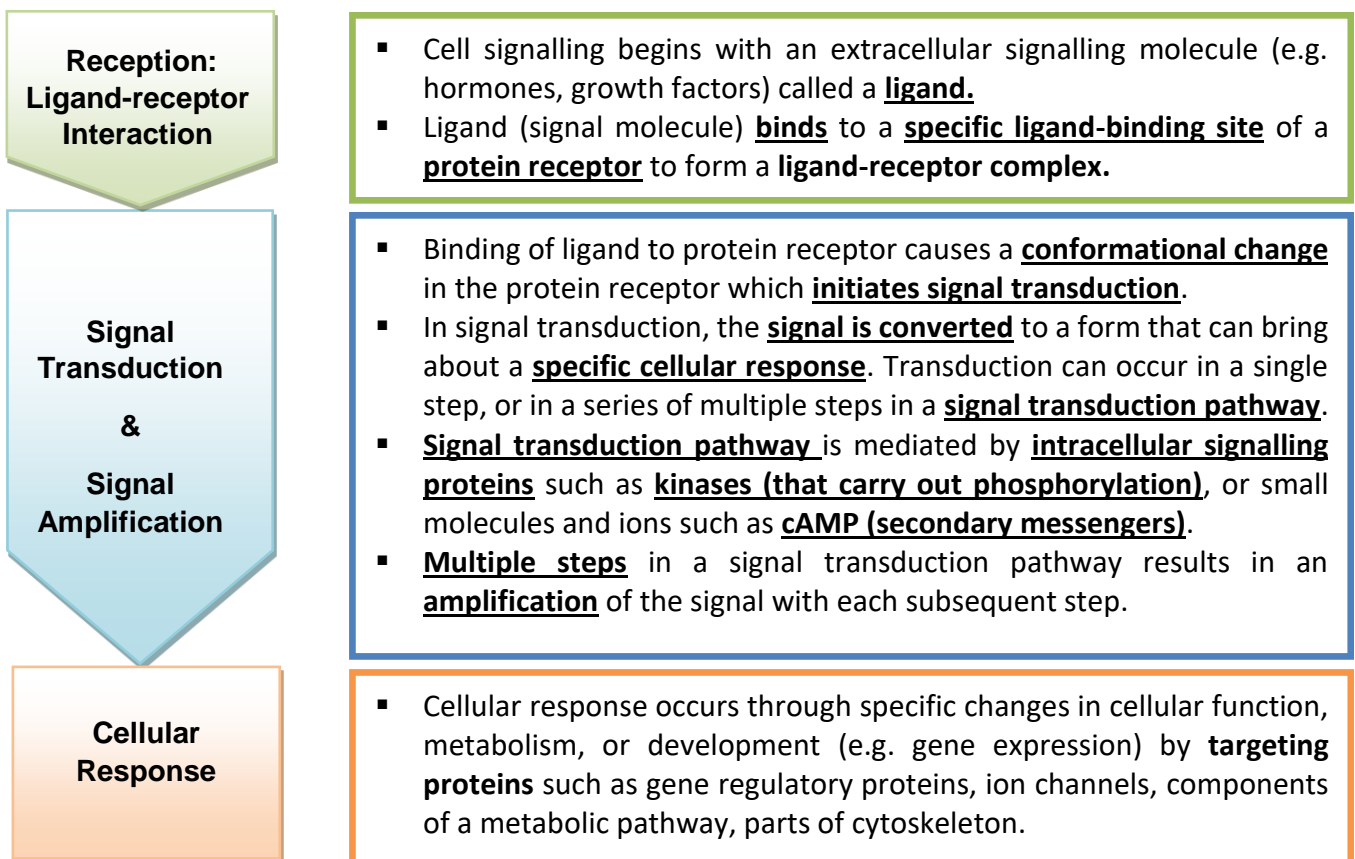 Reception:
Ligand-receptor
Interaction
▪ Cell signalling begins with an extracellular signalling molecule (e.g.
hormones, growth factors) called a ligand.
▪ Ligand (signal molecule) binds to a specific ligand-binding site of a
protein receptor to form a ligand-receptor complex.
Signal
Transduction
&
Signal
Amplification
▪ Binding of ligand to protein receptor causes a conformational change
in the protein receptor which initiates signal transduction.
▪ In signal transduction, the signal is converted to a form that can bring
about a specific cellular response. Transduction can occur in a single
step, or in a series of multiple steps in a signal transduction pathway.
▪ Signal transduction pathway is mediated by intracellular signalling
proteins such as kinases (that carry out phosphorylation), or small
molecules and ions such as cAMP (secondary messengers).
▪ Multiple steps in a signal transduction pathway results in an
amplification of the signal with each subsequent step.
Cellular
Response
▪ Cellular response occurs through specific changes in cellular function,
metabolism, or development (e.g. gene expression) by targeting
proteins such as gene regulatory proteins, ion channels, components
of a metabolic pathway, parts of cytoskeleton.